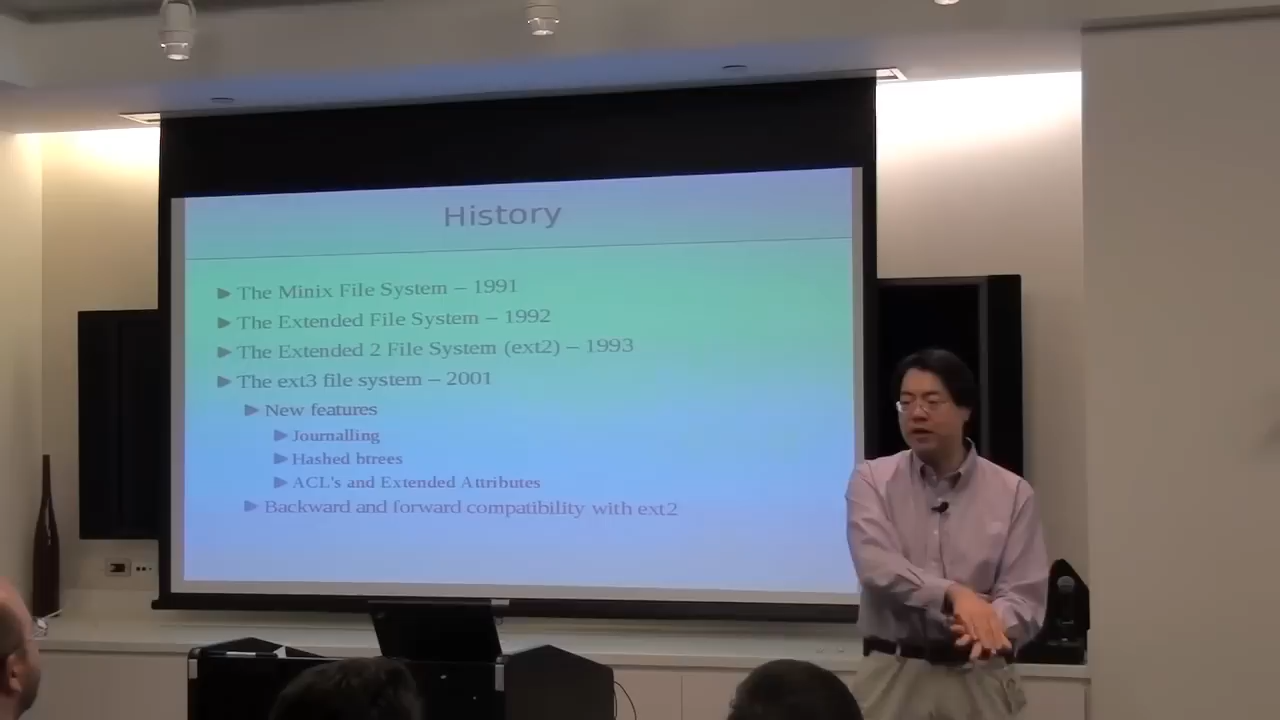 History
The Minix File System – 1991
The Extended File System – 1992
The Extended 2 File System (ext2) – 1993
The ext3 file system – 2001
New features
Journalling
Hashed btrees
ACL's and Extended Attributes
Backward and forward compatibility with ext2